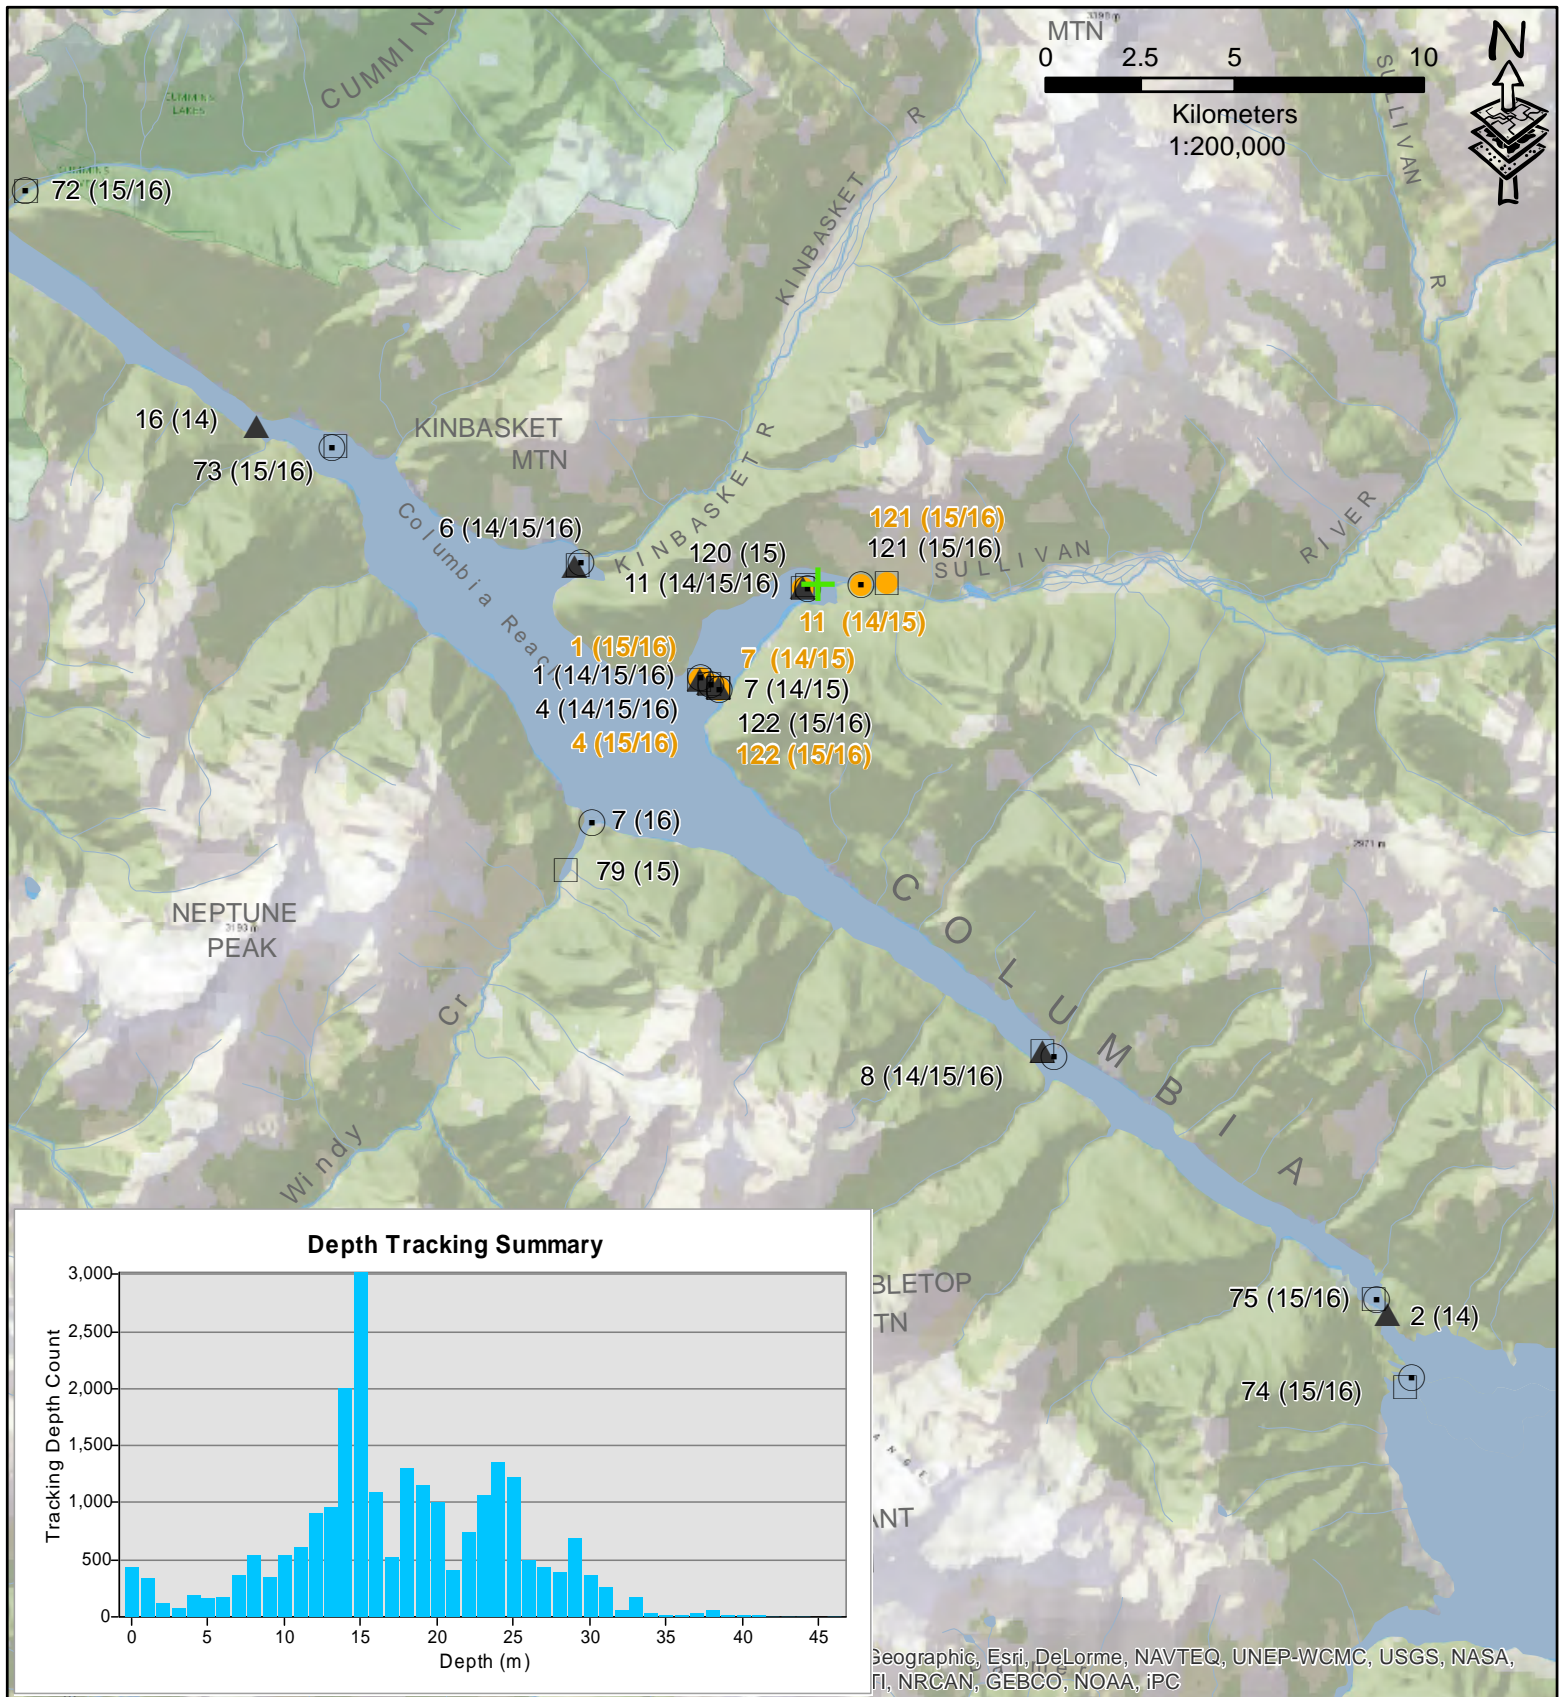 MTN
0 2.5 5 10
Kilometers
1:200,000
N
CUMMINS
CUMMINS
LAKES
72 (15/16)
SULLIVAN R
KINBASKET R
16 (14)
73 (15/16)
KINBASKET
MTN
Columbia Reac
6 (14/15/16)
KINBASKET R
121 (15/16)
121 (15/16)
120 (15)
11 (14/15/16)
SULLIVAN RIVER
11 (14/15)
1 (15/16)
1 (14/15/16)
4 (14/15/16)
4 (15/16)
7 (14/15)
7 (14/15)
122 (15/16)
122 (15/16)
7 (16)
79 (15)
2971 m
NEPTUNE
3193 m
PEAK
COLUMBIA
Windy Cr
8 (14/15/16)
75 (15/16)
2 (14)
74 (15/16)
BLETOP
TN
ANGE
ANT
Depth Tracking Summary
Tracking Depth Count
3,000
2,500
2,000
1,500
1,000
500
0
0 5 10 15 20 25 30 35 40 45
Depth (m)
Geographic, Esri, DeLorme, NAVTEQ, UNEP-WCMC, USGS, NASA,
TI, NRCAN, GEBCO, NOAA, iPC